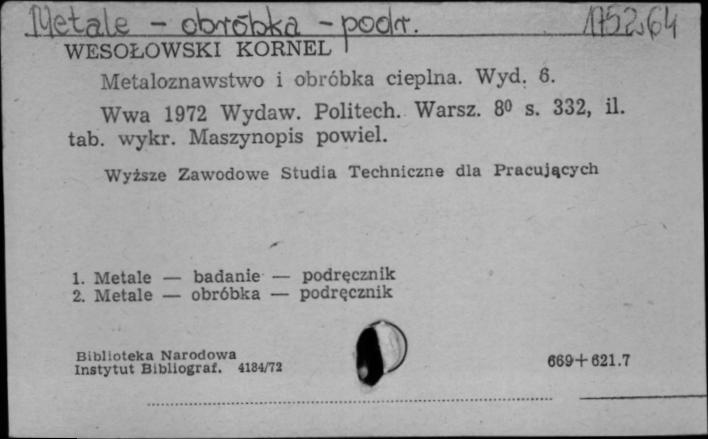 Metale - obróbka - podr. 175264
WESOŁOWSKI KORNEL
Metaloznawstwo i obróbka cieplna. Wyd. 6.
Wwa 1972 Wydaw. Politech. Warsz. 8⁰ s. 332, il.
tab. wykr. Maszynopis powiel.
Wyższe Zawodowe Studia Techniczne dla Pracujących
1. Metale — badanie — podręcznik
2. Metale — obróbka — podręcznik
Biblioteka Narodowa
Instytut Bibliograf. 4184/72
669+621.7